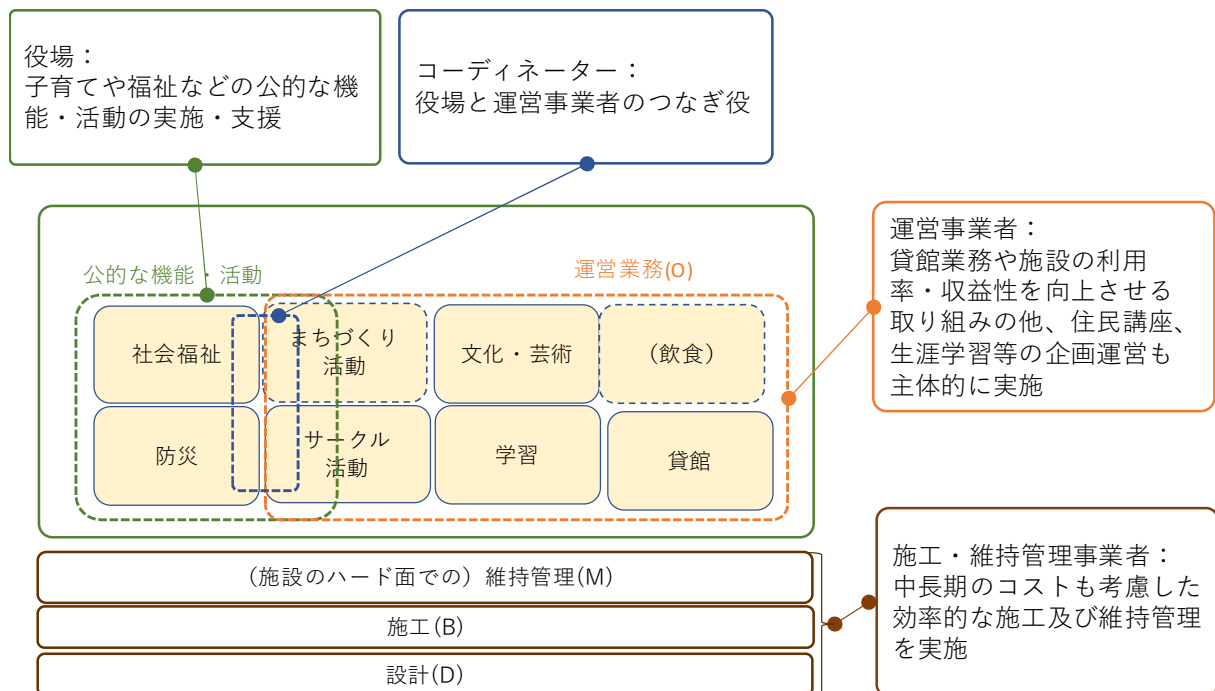 役場：
子育てや福祉などの公的な機
能・活動の実施・支援
コーディネーター：
役場と運営事業者のつなぎ役
公的な機能・活動
運営業務(O)
運営事業者：
貸館業務や施設の利用
率・収益性を向上させる
取り組みの他、住民講座、
生涯学習等の企画運営も
主体的に実施
社会福祉
まちづくり
活動
文化・芸術
（飲食）
防災
サークル
活動
学習
貸館
（施設のハード面での）維持管理(M)
施工(B)
設計(D)
施工・維持管理事業者：
中長期のコストも考慮した
効率的な施工及び維持管理
を実施